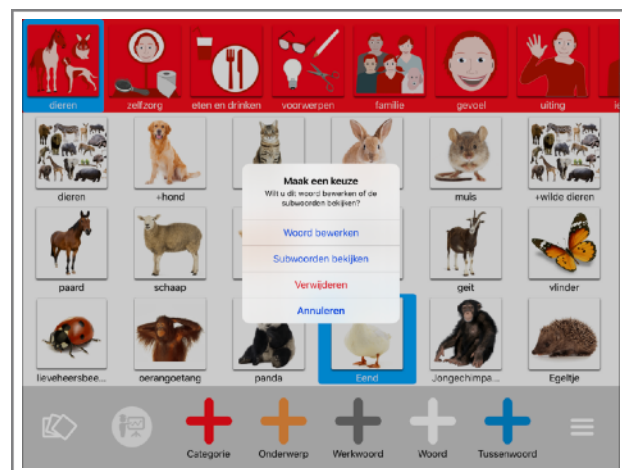 dieren
zelfzorg
eten en drinken
voorwerpen
familie
gevoel
uiting
dieren
+hond
muis
+wilde dieren
Maak een keuze
Wilt u dit woord bewerken of de
subwoorden bekijken?
Woord bewerken
Subwoorden bekijken
Verwijderen
Annuleren
paard
schaap
geit
vlinder
lieveheersbee...
oerangoetang
panda
Eend
Jongechimpa...
Egeltje
Categorie
Onderwerp
Werkwoord
Woord
Tussenwoord